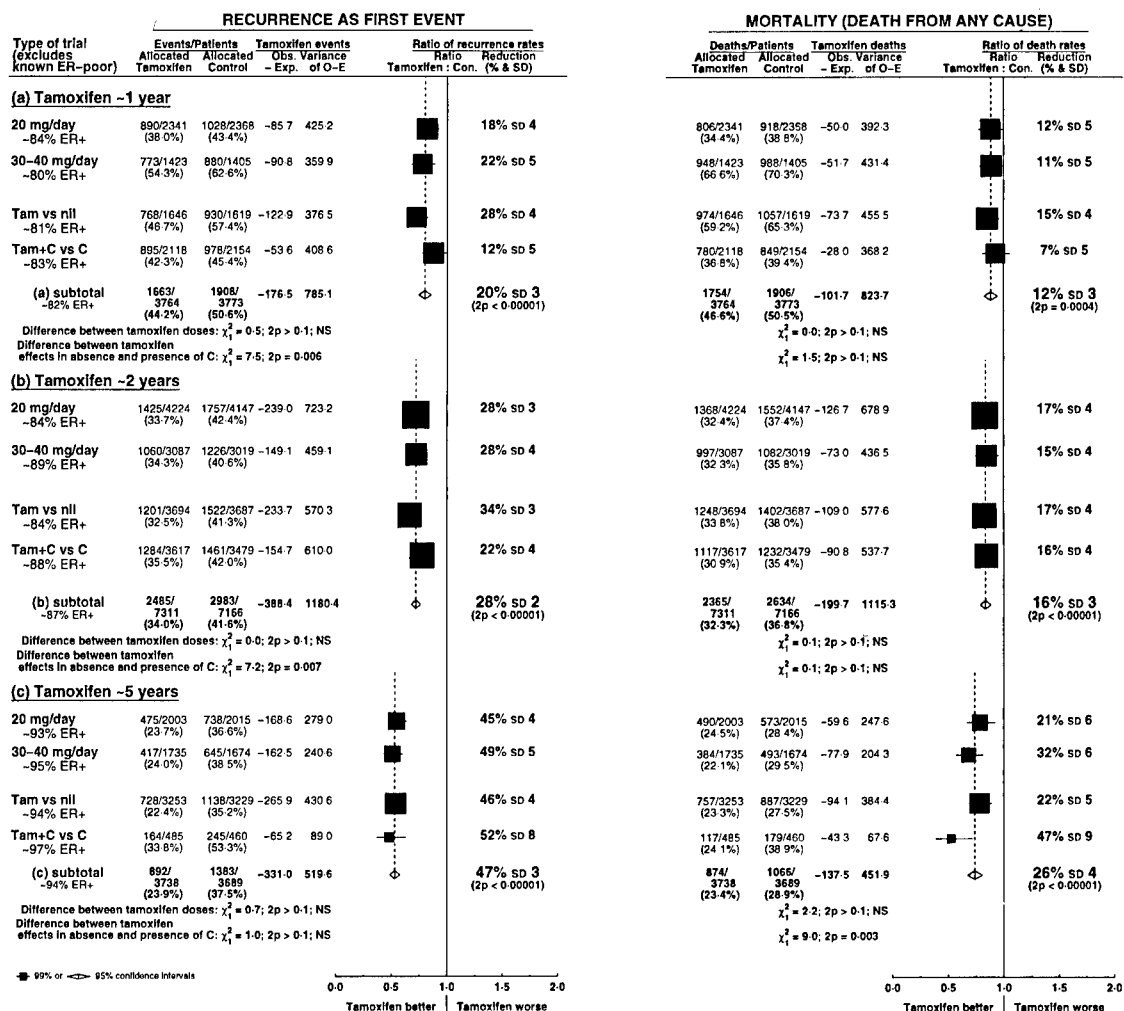 RECURRENCE AS FIRST EVENT
MORTALITY (DEATH FROM ANY CAUSE)
Type of trial (excludes known ER-poor)
Events/Patients Tamoxifen events Ratio of recurrence rates
Allocated Tamoxifen Allocated Control Obs. - Exp. Variance of O-E Ratio Tamoxifen : Con. Reduction (% & SD)
Deaths/Patients Tamoxifen deaths Ratio of death rates
Allocated Tamoxifen Allocated Control Obs. - Exp. Variance of O-E Ratio Tamoxifen : Con. Reduction (% & SD)
(a) Tamoxifen ~1 year
20 mg/day 890/2341 1028/2368 -85·7 425·2 18% SD 4 806/2341 918/2358 -50·0 392·3 12% SD 5
~84% ER+ (38·0%) (43·4%) (34·4%) (38·8%)
30-40 mg/day 773/1423 880/1405 -90·8 359·9 22% SD 5 948/1423 988/1405 -51·7 431·4 11% SD 5
~80% ER+ (54·3%) (62·6%) (66·6%) (70·3%)
Tam vs nil 768/1646 930/1619 -122·9 376·5 28% SD 4 974/1646 1057/1619 -73·7 455·5 15% SD 4
~81% ER+ (46·7%) (57·4%) (59·2%) (65·3%)
Tam+C vs C 895/2118 978/2154 -53·6 408·6 12% SD 5 780/2118 849/2154 -28·0 368·2 7% SD 5
~83% ER+ (42·3%) (45·4%) (36·8%) (39·4%)
(a) subtotal 1663/ 1908/ -176·5 785·1 20% SD 3 1754/ 1906/ -101·7 823·7 12% SD 3
~82% ER+ 3764 3773 (2p < 0·00001) 3764 3773 (2p = 0·0004)
(44·2%) (50·6%) (46·6%) (50·5%)
Difference between tamoxifen doses: χ²₁ = 0·5; 2p > 0·1; NS χ²₁ = 0·0; 2p > 0·1; NS
Difference between tamoxifen
effects in absence and presence of C: χ²₁ = 7·5; 2p = 0·006 χ²₁ = 1·5; 2p > 0·1; NS
(b) Tamoxifen ~2 years
20 mg/day 1425/4224 1757/4147 -239·0 723·2 28% SD 3 1368/4224 1552/4147 -126·7 678·9 17% SD 4
~84% ER+ (33·7%) (42·4%) (32·4%) (37·4%)
30-40 mg/day 1060/3087 1226/3019 -149·1 459·1 28% SD 4 997/3087 1082/3019 -73·0 436·5 15% SD 4
~89% ER+ (34·3%) (40·6%) (32·3%) (35·8%)
Tam vs nil 1201/3694 1522/3687 -233·7 570·3 34% SD 3 1248/3694 1402/3687 -109·0 577·6 17% SD 4
~84% ER+ (32·5%) (41·3%) (33·8%) (38·0%)
Tam+C vs C 1284/3617 1461/3479 -154·7 610·0 22% SD 4 1117/3617 1232/3479 -90·8 537·7 16% SD 4
~88% ER+ (35·5%) (42·0%) (30·9%) (35·4%)
(b) subtotal 2485/ 2983/ -388·4 1180·4 28% SD 2 2365/ 2634/ -199·7 1115·3 16% SD 3
~87% ER+ 7311 7166 (2p < 0·00001) 7311 7166 (2p < 0·00001)
(34·0%) (41·6%) (32·3%) (36·8%)
Difference between tamoxifen doses: χ²₁ = 0·0; 2p > 0·1; NS χ²₁ = 0·1; 2p > 0·1; NS
Difference between tamoxifen
effects in absence and presence of C: χ²₁ = 7·2; 2p = 0·007 χ²₁ = 0·1; 2p > 0·1; NS
(c) Tamoxifen ~5 years
20 mg/day 475/2003 738/2015 -168·6 279·0 45% SD 4 490/2003 573/2015 -59·6 247·6 21% SD 6
~93% ER+ (23·7%) (36·6%) (24·5%) (28·4%)
30-40 mg/day 417/1735 645/1674 -162·5 240·6 49% SD 5 384/1735 493/1674 -77·9 204·3 32% SD 6
~95% ER+ (24·0%) (38·5%) (22·1%) (29·5%)
Tam vs nil 728/3253 1138/3229 -265·9 430·6 46% SD 4 757/3253 887/3229 -94·1 384·4 22% SD 5
~94% ER+ (22·4%) (35·2%) (23·3%) (27·5%)
Tam+C vs C 164/485 245/460 -65·2 89·0 52% SD 8 117/485 179/460 -43·3 67·6 47% SD 9
~97% ER+ (33·8%) (53·3%) (24·1%) (38·9%)
(c) subtotal 892/ 1383/ -331·0 519·6 47% SD 3 874/ 1066/ -137·5 451·9 26% SD 4
~94% ER+ 3738 3689 (2p < 0·00001) 3738 3689 (2p < 0·00001)
(23·9%) (37·5%) (23·4%) (28·9%)
Difference between tamoxifen doses: χ²₁ = 0·7; 2p > 0·1; NS χ²₁ = 2·2; 2p > 0·1; NS
Difference between tamoxifen
effects in absence and presence of C: χ²₁ = 1·0; 2p > 0·1; NS χ²₁ = 9·0; 2p = 0·003
99% or 95% confidence intervals
0·0 0·5 1·0 1·5 2·0 0·0 0·5 1·0 1·5 2·0
Tamoxifen better Tamoxifen worse Tamoxifen better Tamoxifen worse